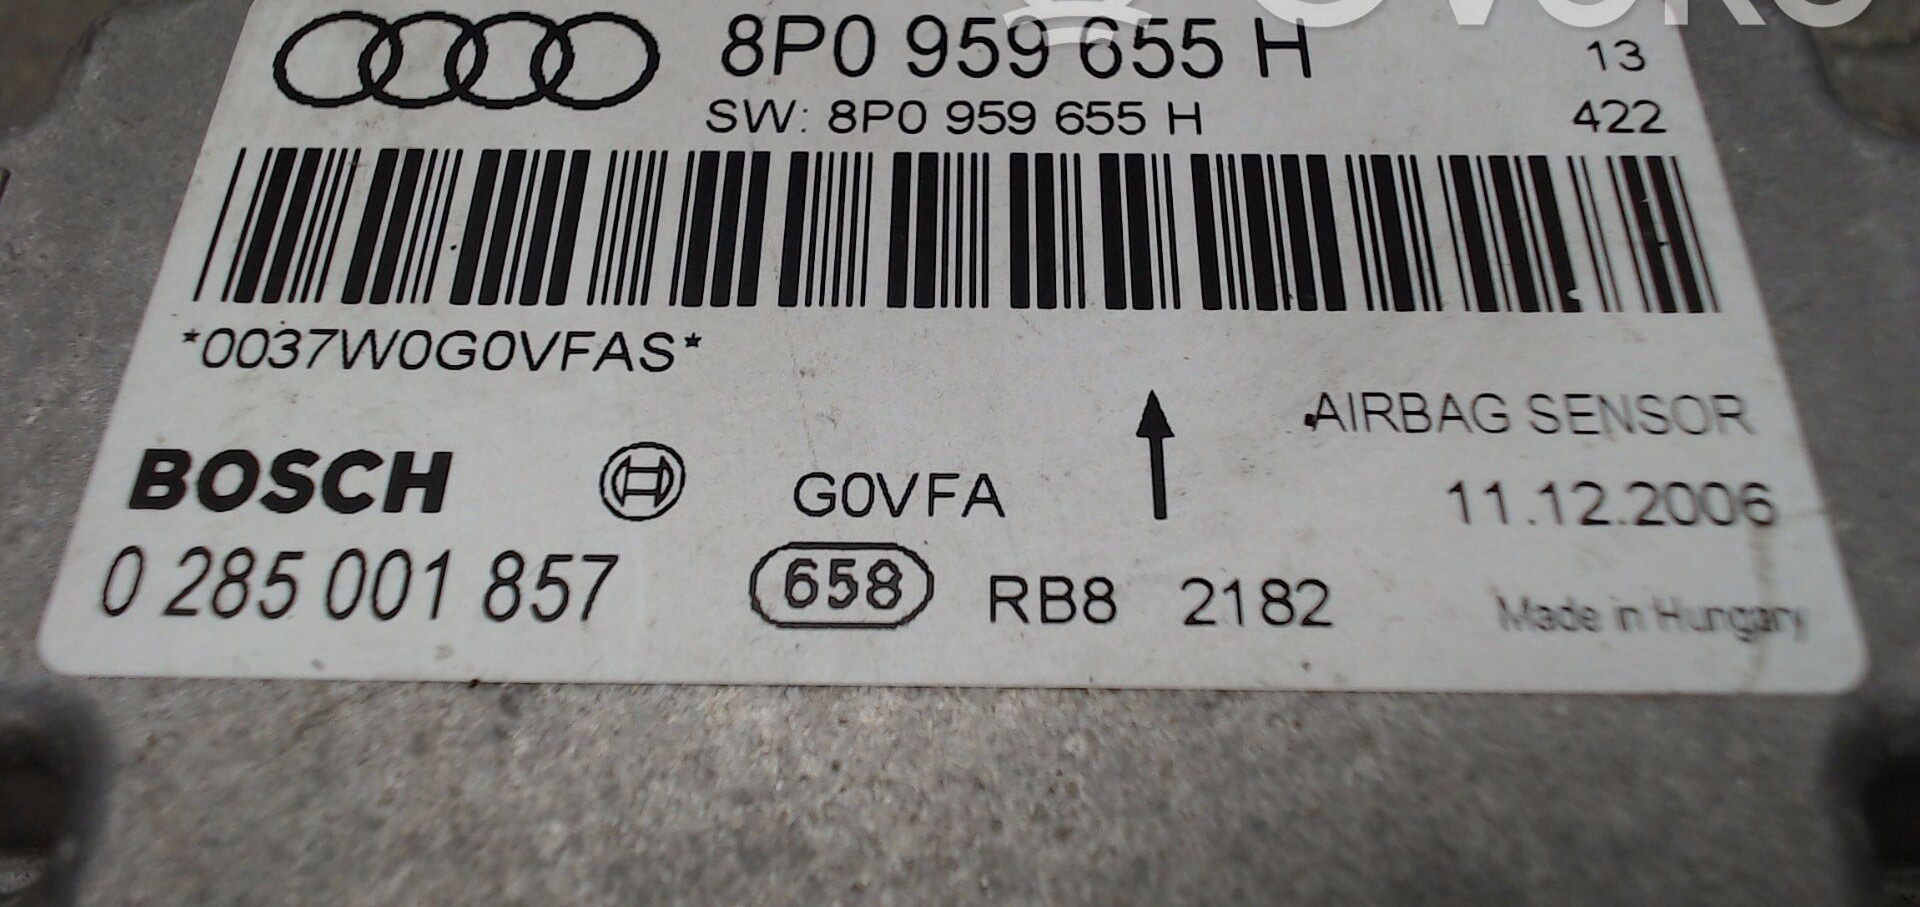 8P0 959 655 H
13
SW: 8P0 959 655 H
422
*0037W0G0VFAS*
AIRBAG SENSOR
BOSCH
G0VFA
11.12.2006
0 285 001 857
658
RB8 2182
Made in Hungary